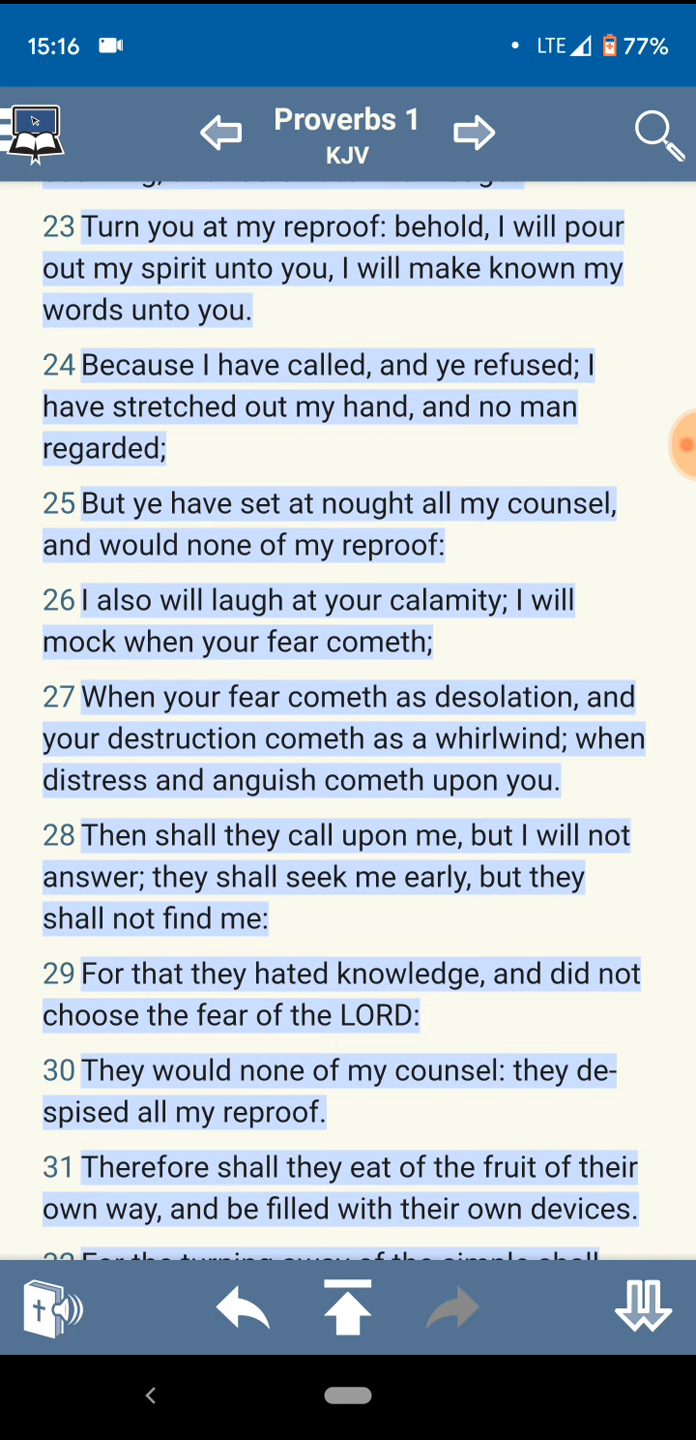 15:16 LTE 77%
Proverbs 1
KJV
23 Turn you at my reproof: behold, I will pour
out my spirit unto you, I will make known my
words unto you.
24 Because I have called, and ye refused; I
have stretched out my hand, and no man
regarded;
25 But ye have set at nought all my counsel,
and would none of my reproof:
26 I also will laugh at your calamity; I will
mock when your fear cometh;
27 When your fear cometh as desolation, and
your destruction cometh as a whirlwind; when
distress and anguish cometh upon you.
28 Then shall they call upon me, but I will not
answer; they shall seek me early, but they
shall not find me:
29 For that they hated knowledge, and did not
choose the fear of the LORD:
30 They would none of my counsel: they de-
spised all my reproof.
31 Therefore shall they eat of the fruit of their
own way, and be filled with their own devices.
For the turning away of the simple shall